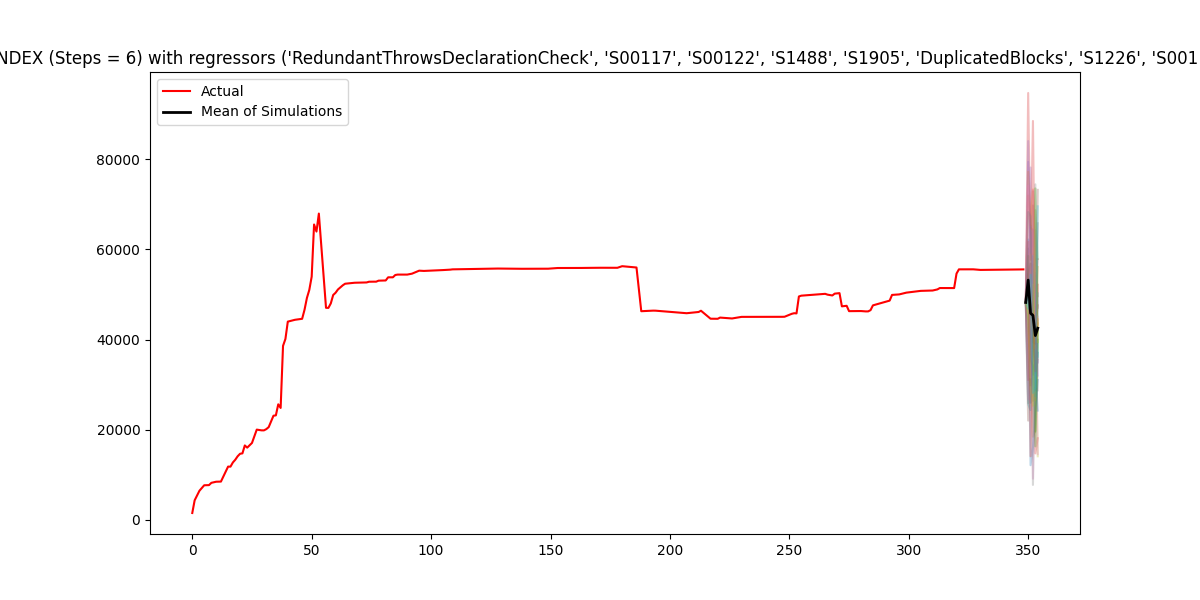 NDEX (Steps = 6) with regressors ('RedundantThrowsDeclarationCheck', 'S00117', 'S00122', 'S1488', 'S1905', 'DuplicatedBlocks', 'S1226', 'S001
Actual
Mean of Simulations
80000
60000
40000
20000
0
0 50 100 150 200 250 300 350